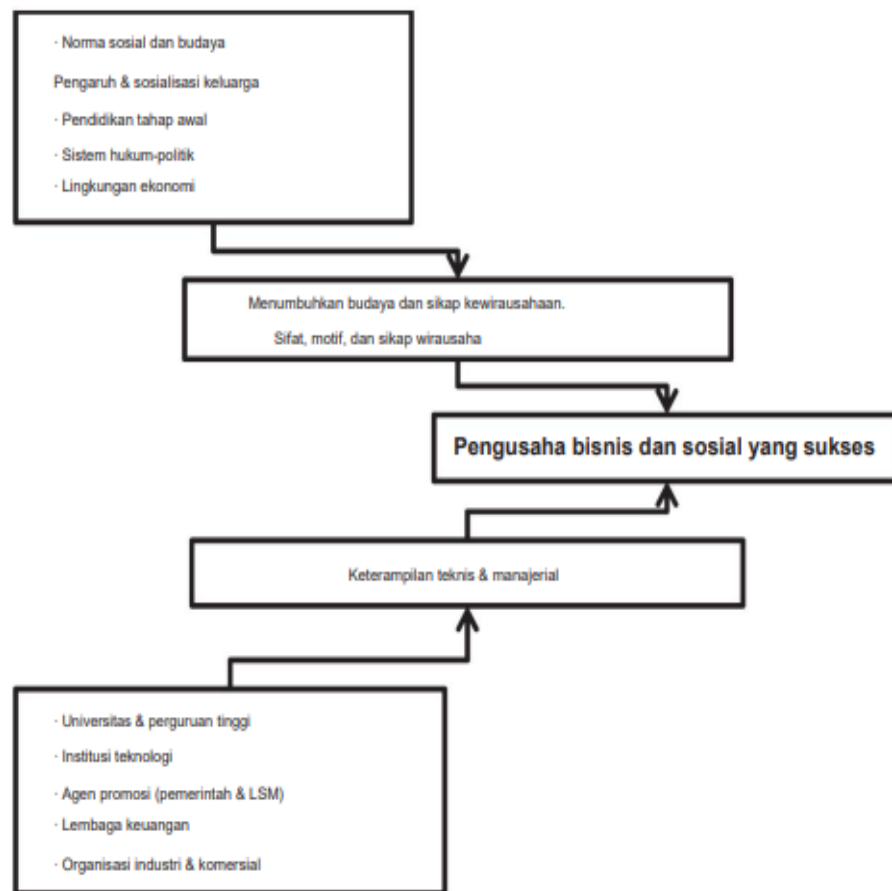 · Norma sosial dan budaya
Pengaruh & sosialisasi keluarga
· Pendidikan tahap awal
· Sistem hukum-politik
· Lingkungan ekonomi
Menumbuhkan budaya dan sikap kewirausahaan.
Sifat, motif, dan sikap wirausaha
Pengusaha bisnis dan sosial yang sukses
Keterampilan teknis & manajerial
· Universitas & perguruan tinggi
· Institusi teknologi
· Agen promosi (pemerintah & LSM)
· Lembaga keuangan
· Organisasi industri & komersial